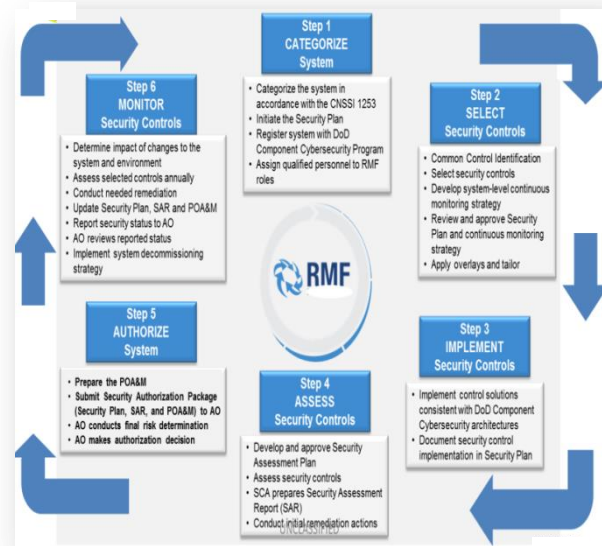 Step 1
CATEGORIZE
System
• Categorize the system in
accordance with the CNSSI 1253
• Initiate the Security Plan
• Register system with DoD
Component Cybersecurity Program
• Assign qualified personnel to RMF
roles
Step 2
SELECT
Security Controls
• Common Control Identification
• Select security controls
• Develop system-level continuous
monitoring strategy
• Review and approve Security
Plan and continuous monitoring
strategy
• Apply overlays and tailor
Step 3
IMPLEMENT
Security Controls
• Implement control solutions
consistent with DoD Component
Cybersecurity architectures
• Document security control
implementation in Security Plan
Step 4
ASSESS
Security Controls
• Develop and approve Security
Assessment Plan
• Assess security controls
• SCA prepares Security Assessment
Report (SAR)
• Conduct initial remediation actions
UNCLASSIFIED
Step 5
AUTHORIZE
System
• Prepare the POA&M
• Submit Security Authorization Package
(Security Plan, SAR, and POA&M) to AO
• AO conducts final risk determination
• AO makes authorization decision
Step 6
MONITOR
Security Controls
• Determine impact of changes to the
system and environment
• Assess selected controls annually
• Conduct needed remediation
• Update Security Plan, SAR and POA&M
• Report security status to AO
• AO reviews reported status
• Implement system decommissioning
strategy
RMF